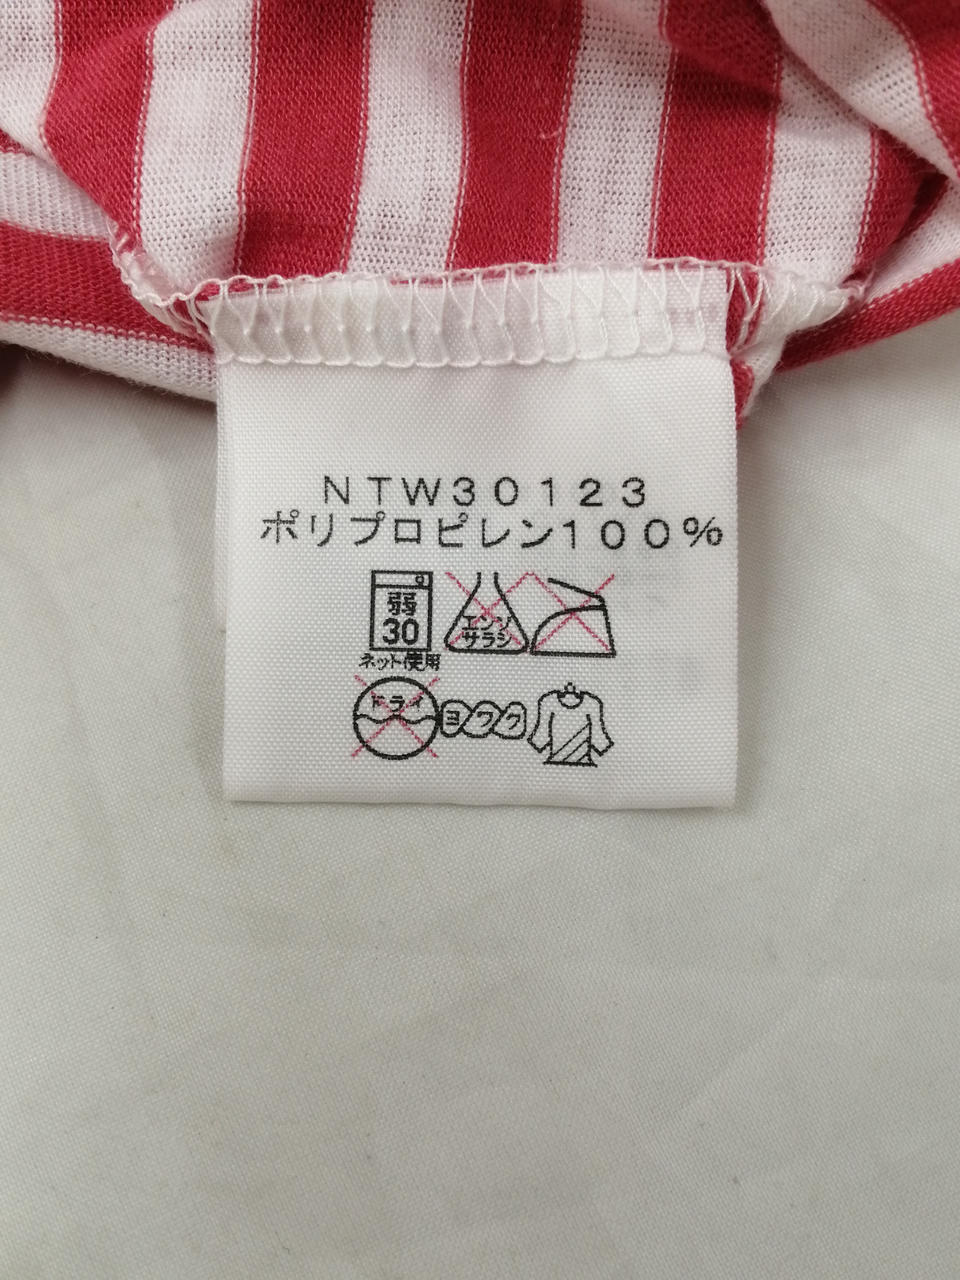 NTW30123
ポリプロピレン100%
弱
30
ネット使用
エンソ
サラシ
ドライ
ヨワク